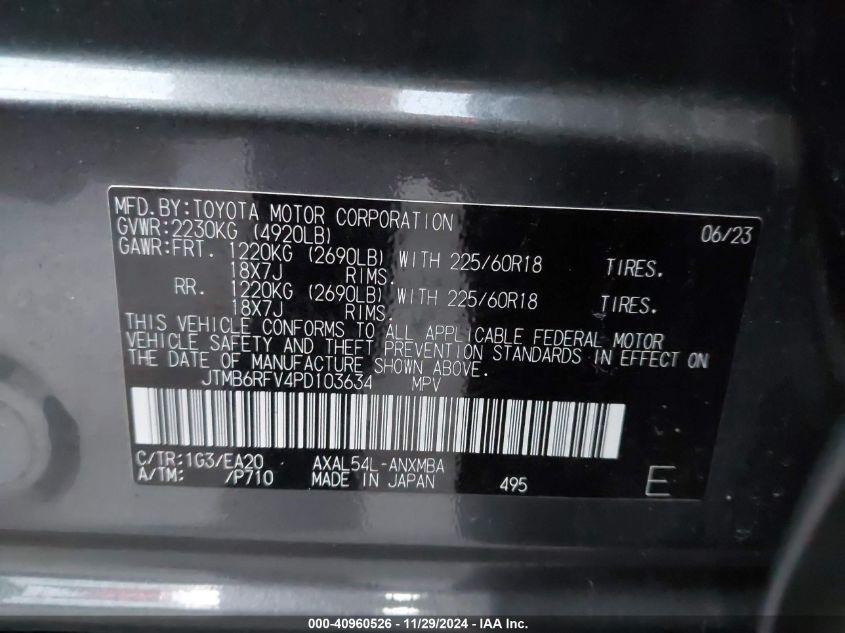 MFD.BY:TOYOTA MOTOR CORPORATION 06/23
GVWR:2230KG (4920LB)
GAWR:FRT. 1220KG (2690LB) WITH 225/60R18 TIRES.
18X7J RIMS.
RR. 1220KG (2690LB) WITH 225/60R18 TIRES.
18X7J RIMS.
THIS VEHICLE CONFORMS TO ALL APPLICABLE FEDERAL MOTOR
VEHICLE SAFETY AND THEFT PREVENTION STANDARDS IN EFFECT ON
THE DATE OF MANUFACTURE SHOWN ABOVE.
JTMB6RFV4PD103634 MPV
C/TR:1G3/EA20 AXAL54L-ANXMBA
A/TM: /P710 MADE IN JAPAN 495 E
000-40960526 - 11/29/2024 - IAA Inc.